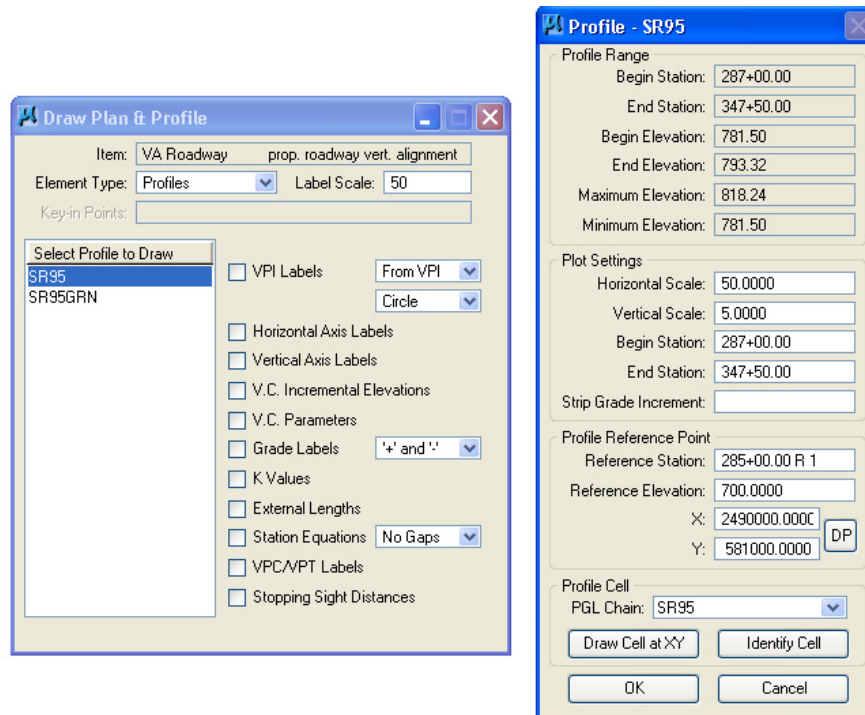 Draw Plan & Profile
Item: VA Roadway prop. roadway vert. alignment
Element Type: Profiles Label Scale: 50
Key-in Points:
Select Profile to Draw
SR95
SR95GRN
VPI Labels From VPI
Circle
Horizontal Axis Labels
Vertical Axis Labels
V.C. Incremental Elevations
V.C. Parameters
Grade Labels '+' and '-'
K Values
External Lengths
Station Equations No Gaps
VPC/VPT Labels
Stopping Sight Distances
Profile - SR95
Profile Range
Begin Station: 287+00.00
End Station: 347+50.00
Begin Elevation: 781.50
End Elevation: 793.32
Maximum Elevation: 818.24
Minimum Elevation: 781.50
Plot Settings
Horizontal Scale: 50.0000
Vertical Scale: 5.0000
Begin Station: 287+00.00
End Station: 347+50.00
Strip Grade Increment:
Profile Reference Point
Reference Station: 285+00.00 R 1
Reference Elevation: 700.0000
X: 2490000.000
DP
Y: 581000.0000
Profile Cell
PGL Chain: SR95
Draw Cell at XY Identify Cell
OK Cancel